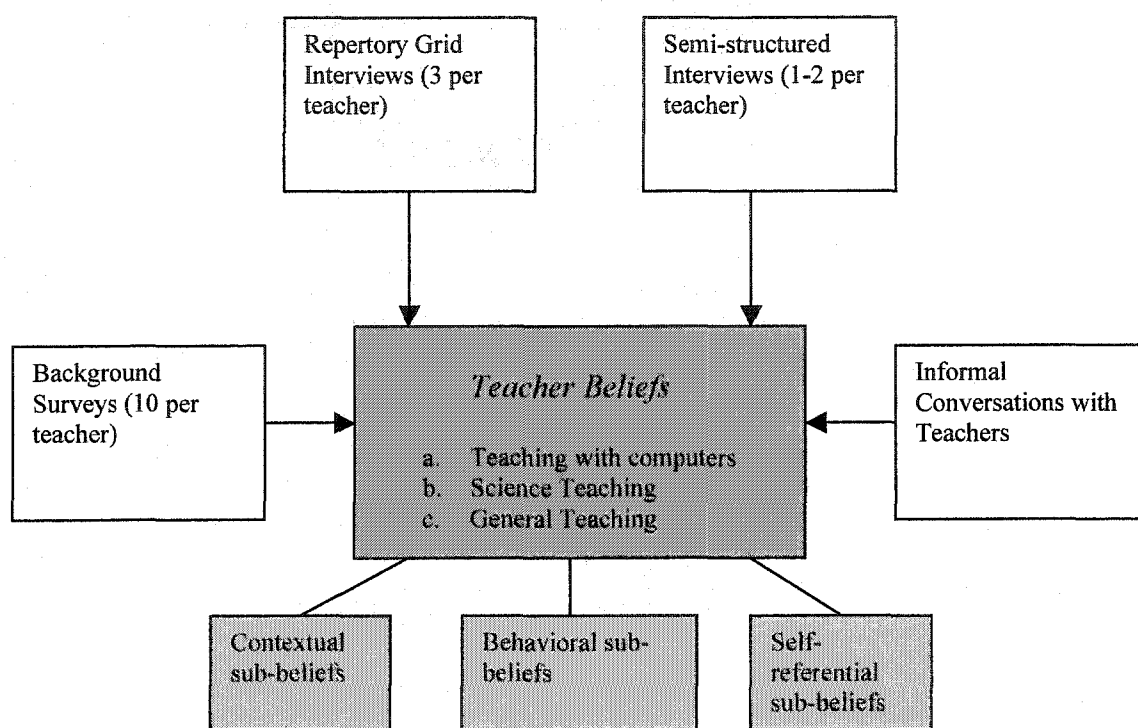 Repertory Grid
Interviews (3 per
teacher)
Semi-structured
Interviews (1-2 per
teacher)
Background
Surveys (10 per
teacher)
Teacher Beliefs
a. Teaching with computers
b. Science Teaching
c. General Teaching
Informal
Conversations with
Teachers
Contextual
sub-beliefs
Behavioral sub-
beliefs
Self-
referential
sub-beliefs